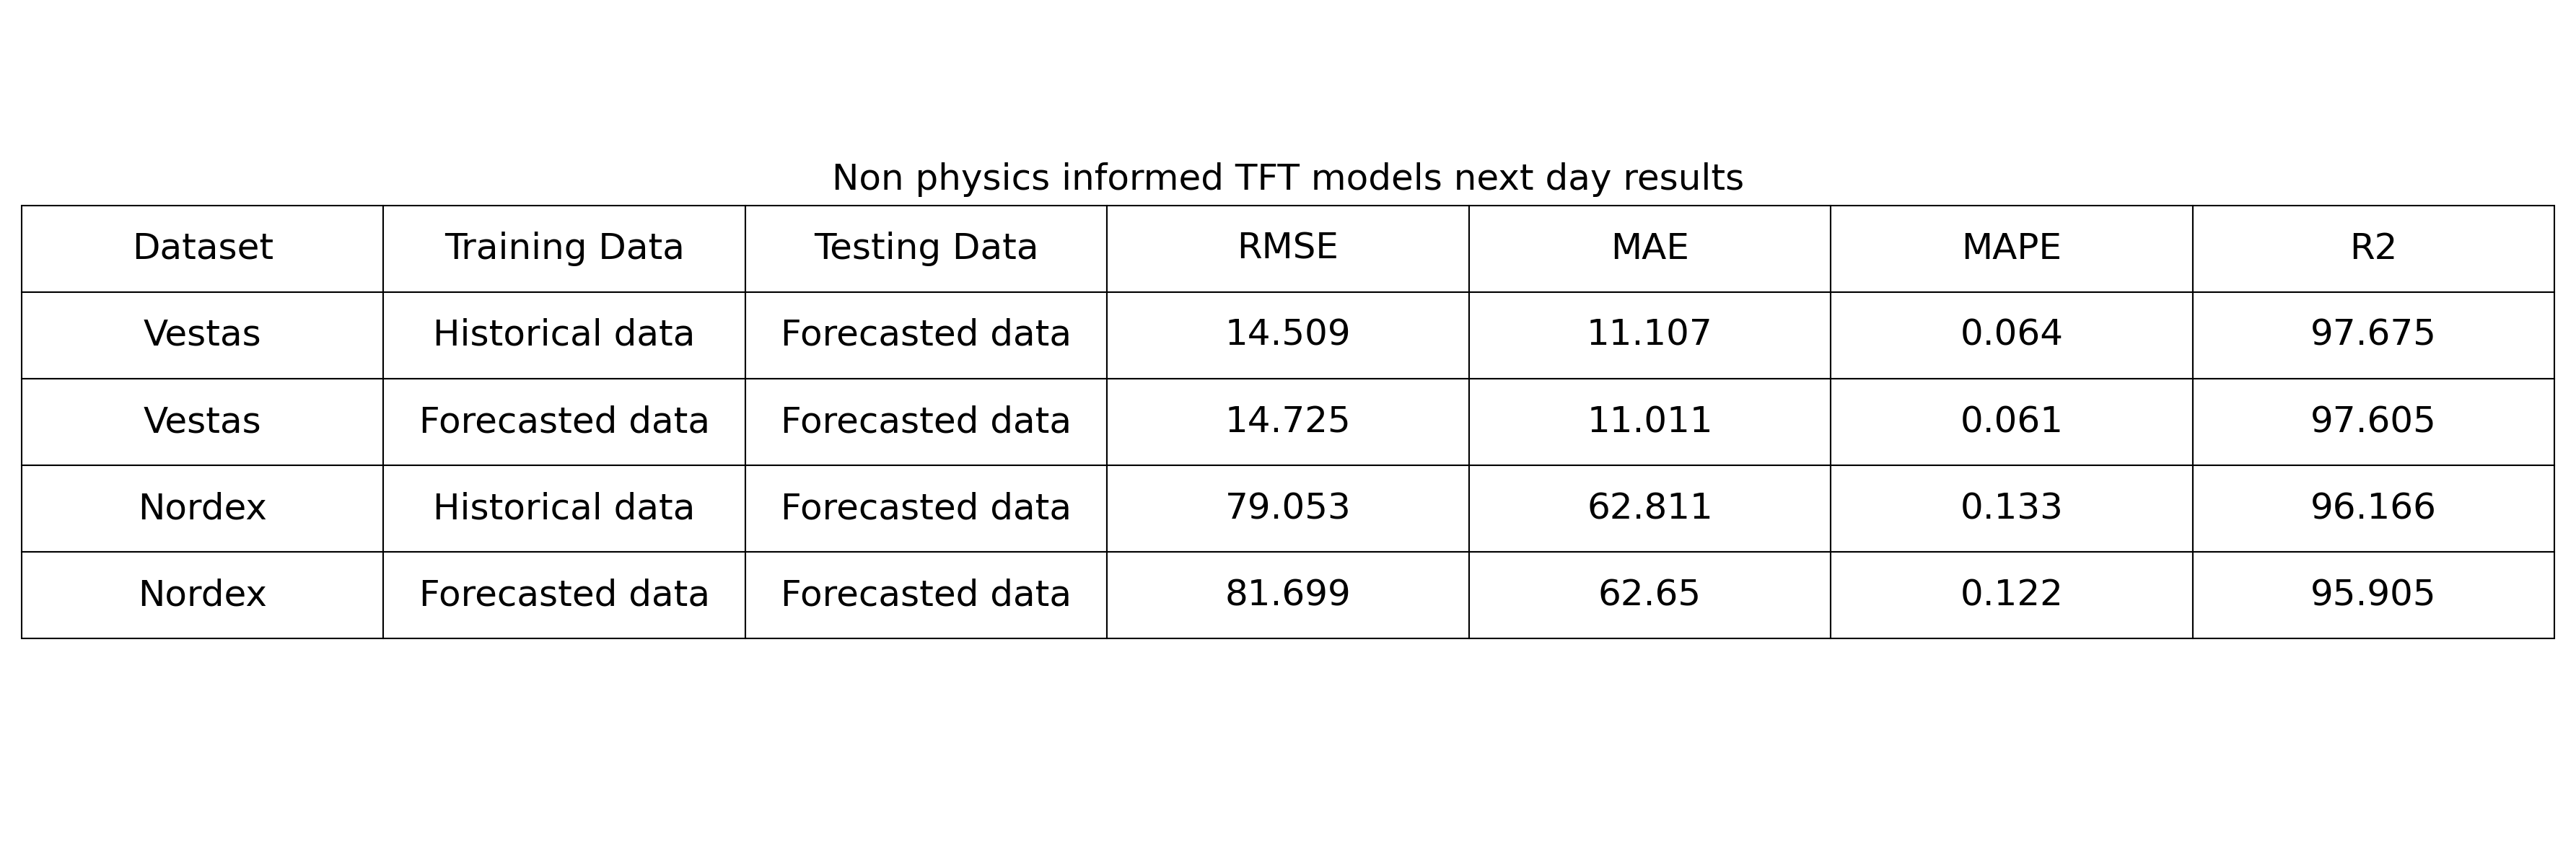 Non physics informed TFT models next day results
Dataset Training Data Testing Data RMSE MAE MAPE R2
Vestas Historical data Forecasted data 14.509 11.107 0.064 97.675
Vestas Forecasted data Forecasted data 14.725 11.011 0.061 97.605
Nordex Historical data Forecasted data 79.053 62.811 0.133 96.166
Nordex Forecasted data Forecasted data 81.699 62.65 0.122 95.905